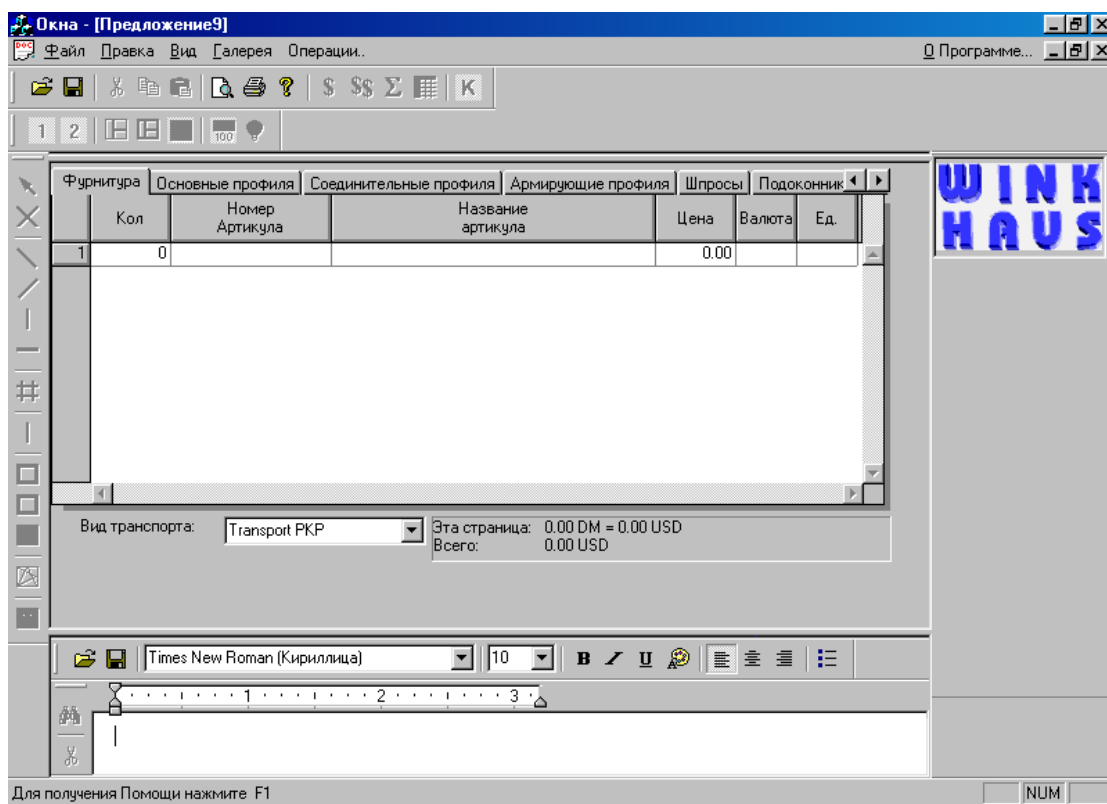 Окна - [Предложение9]
Файл Правка Вид Галерея Операции.. О Программе...
$ $$ Σ K
1 2 100
Фурнитура Основные профиля Соединительные профиля Армирующие профиля Шпросы Подоконник
Кол Номер Артикула Название артикула Цена Валюта Ед.
1 0 0.00
WINK
HAUS
Вид транспорта: Transport PKP Эта страница: 0.00 DM = 0.00 USD
Всего: 0.00 USD
Times New Roman (Кириллица) 10 B I U
1 2 3
Для получения Помощи нажмите F1 NUM